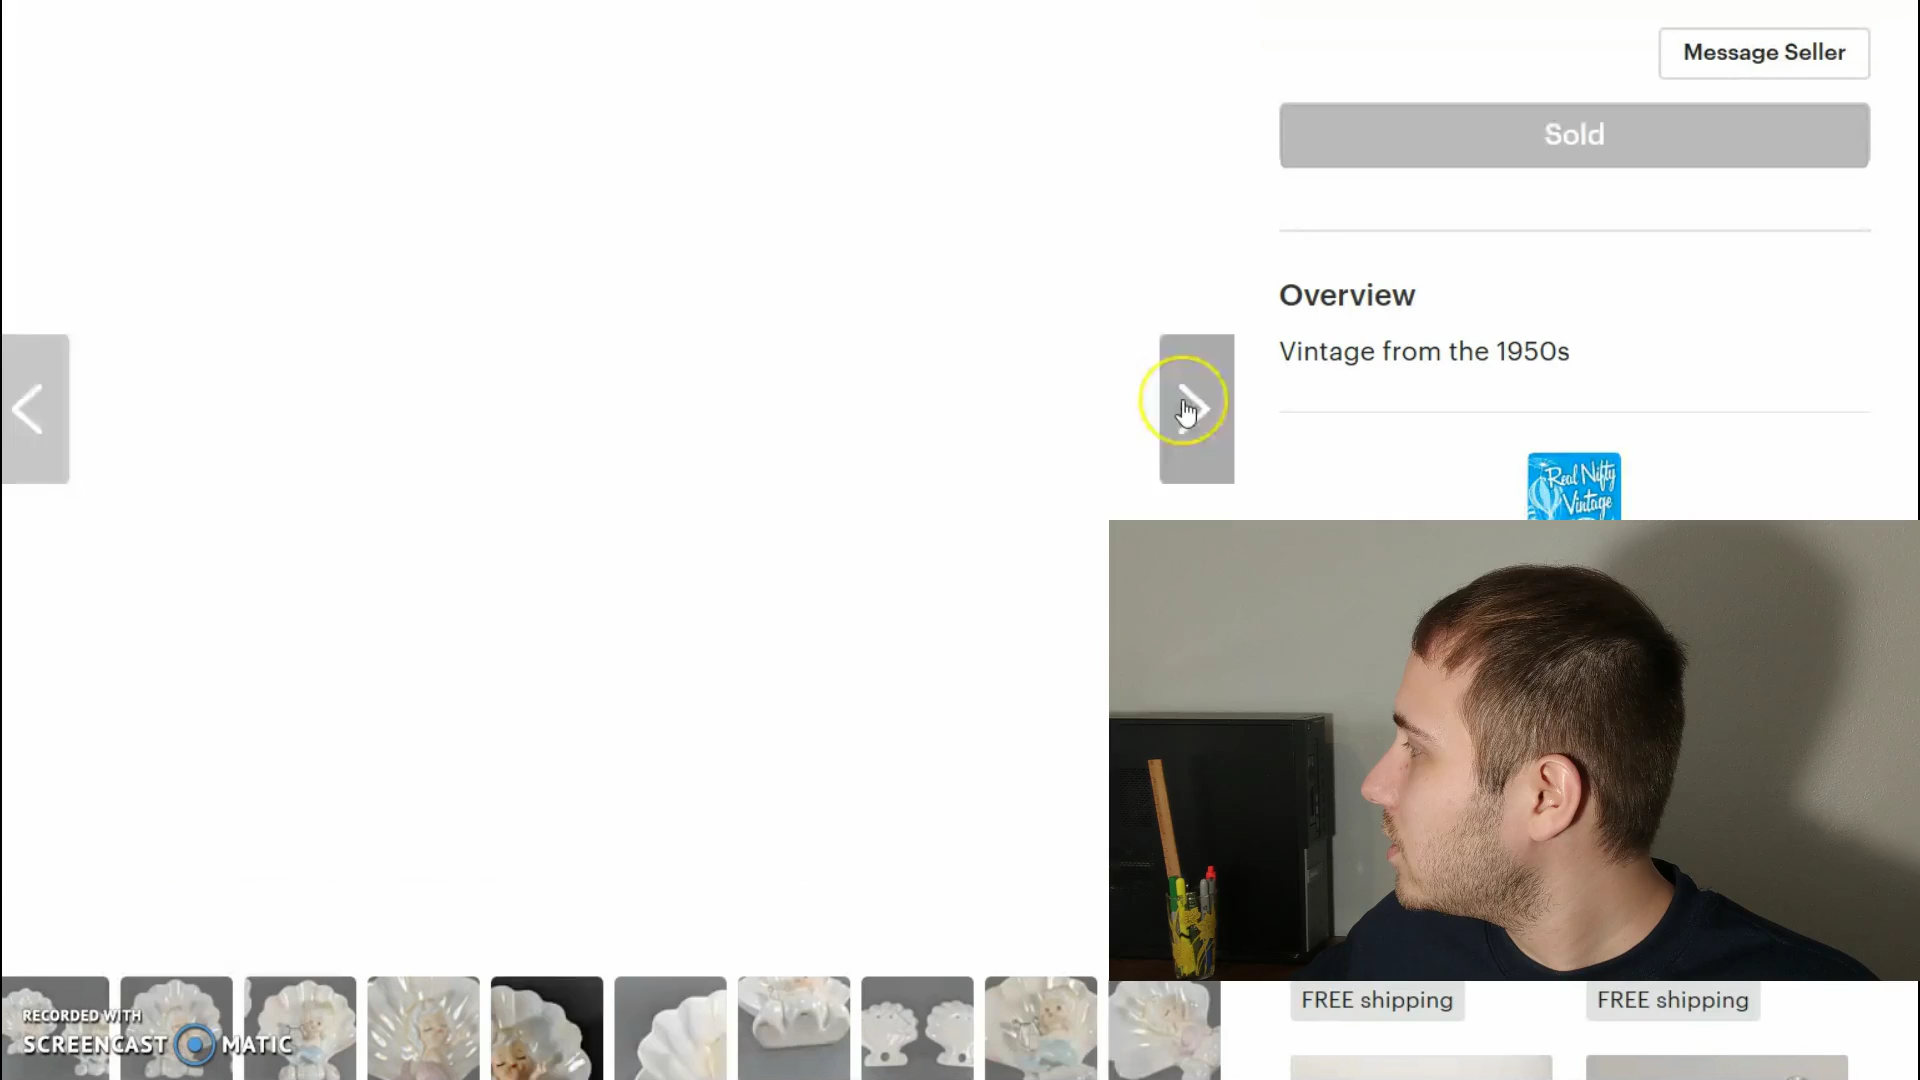 Message Seller
Sold
Overview
Vintage from the 1950s
Real Nifty
Vintage
FREE shipping
FREE shipping
RECORDED WITH
SCREENCAST MATIC